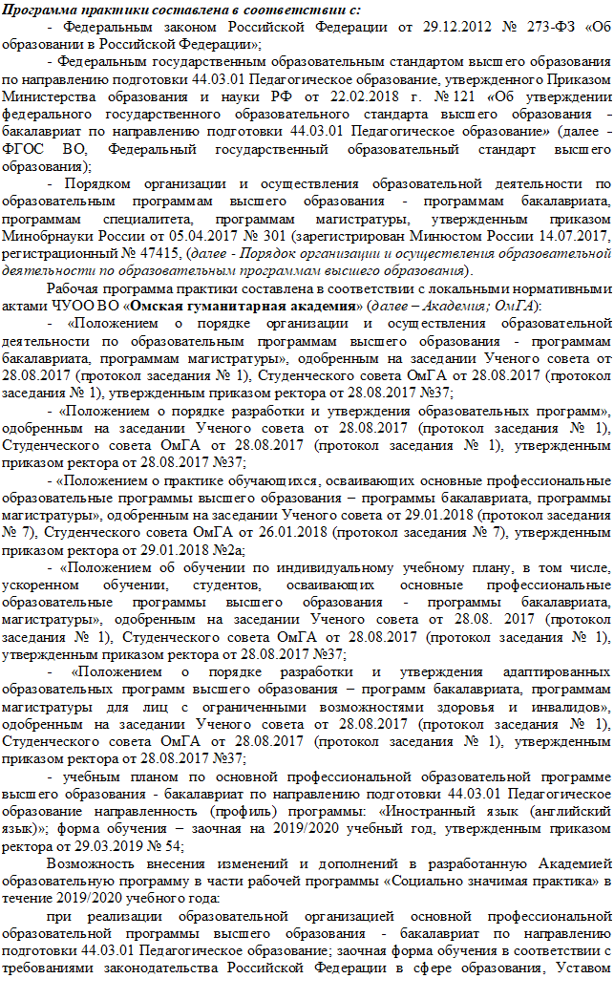 Программа практики составлена в соответствии с:
- Федеральным законом Российской Федерации от 29.12.2012 № 273-ФЗ «Об
образовании в Российской Федерации»;
- Федеральным государственным образовательным стандартом высшего образования
по направлению подготовки 44.03.01 Педагогическое образование, утвержденного Приказом
Министерства образования и науки РФ от 22.02.2018 г. №121 «Об утверждении
федерального государственного образовательного стандарта высшего образования -
бакалавриат по направлению подготовки 44.03.01 Педагогическое образование» (далее -
ФГОС ВО, Федеральный государственный образовательный стандарт высшего
образования);
- Порядком организации и осуществления образовательной деятельности по
образовательным программам высшего образования - программам бакалавриата,
программам специалитета, программам магистратуры, утвержденным приказом
Минобрнауки России от 05.04.2017 № 301 (зарегистрирован Минюстом России 14.07.2017,
регистрационный № 47415, (далее - Порядок организации и осуществления образовательной
деятельности по образовательным программам высшего образования).
Рабочая программа практики составлена в соответствии с локальными нормативными
актами ЧУОО ВО «Омская гуманитарная академия» (далее – Академия; ОмГА):
- «Положением о порядке организации и осуществления образовательной
деятельности по образовательным программам высшего образования - программам
бакалавриата, программам магистратуры», одобренным на заседании Ученого совета от
28.08.2017 (протокол заседания № 1), Студенческого совета ОмГА от 28.08.2017 (протокол
заседания № 1), утвержденным приказом ректора от 28.08.2017 №37;
- «Положением о порядке разработки и утверждения образовательных программ»,
одобренным на заседании Ученого совета от 28.08.2017 (протокол заседания № 1),
Студенческого совета ОмГА от 28.08.2017 (протокол заседания № 1), утвержденным
приказом ректора от 28.08.2017 №37;
- «Положением о практике обучающихся, осваивающих основные профессиональные
образовательные программы высшего образования – программы бакалавриата, программы
магистратуры», одобренным на заседании Ученого совета от 29.01.2018 (протокол заседания
№ 7), Студенческого совета ОмГА от 26.01.2018 (протокол заседания № 7), утвержденным
приказом ректора от 29.01.2018 №2а;
- «Положением об обучении по индивидуальному учебному плану, в том числе,
ускоренном обучении, студентов, осваивающих основные профессиональные
образовательные программы высшего образования - программы бакалавриата,
магистратуры», одобренным на заседании Ученого совета от 28.08. 2017 (протокол
заседания № 1), Студенческого совета ОмГА от 28.08.2017 (протокол заседания № 1),
утвержденным приказом ректора от 28.08.2017 №37;
- «Положением о порядке разработки и утверждения адаптированных
образовательных программ высшего образования – программ бакалавриата, программам
магистратуры для лиц с ограниченными возможностями здоровья и инвалидов»,
одобренным на заседании Ученого совета от 28.08.2017 (протокол заседания № 1),
Студенческого совета ОмГА от 28.08.2017 (протокол заседания № 1), утвержденным
приказом ректора от 28.08.2017 №37;
- учебным планом по основной профессиональной образовательной программе
высшего образования - бакалавриат по направлению подготовки 44.03.01 Педагогическое
образование направленность (профиль) программы: «Иностранный язык (английский
язык)»; форма обучения – заочная на 2019/2020 учебный год, утвержденным приказом
ректора от 29.03.2019 № 54;
Возможность внесения изменений и дополнений в разработанную Академией
образовательную программу в части рабочей программы «Социально значимая практика» в
течение 2019/2020 учебного года:
при реализации образовательной организацией основной профессиональной
образовательной программы высшего образования - бакалавриат по направлению
подготовки 44.03.01 Педагогическое образование; заочная форма обучения в соответствии с
требованиями законодательства Российской Федерации в сфере образования, Уставом